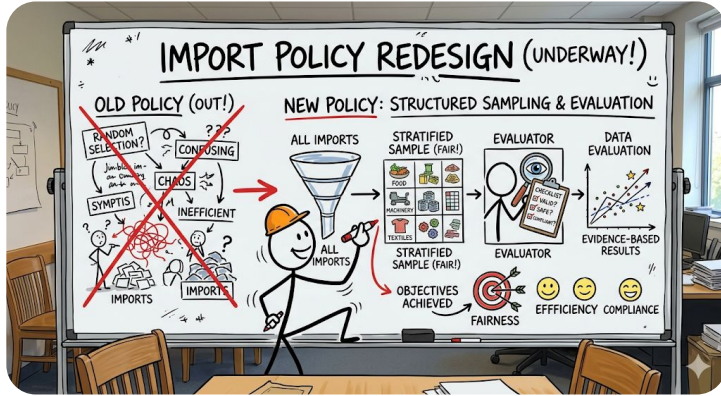 IMPORT POLICY REDESIGN (UNDERWAY!)
OLD POLICY (OUT!)
RANDOM
SELECTION?
???
CONFUSING
CHAOS
SYMPTIS
INEFFICIENT
? ?
?
IMPORTS
IMPORT
NEW POLICY: STRUCTURED SAMPLING & EVALUATION
ALL IMPORTS
ALL
IMPORTS
STRATIFIED
SAMPLE (FAIR!)
FOOD
MACHINERY
TEXTILES
STRATIFIED
SAMPLE (FAIR!)
EVALUATOR
CHECKLIST
VALID?
SAFE?
EVALUATOR
DATA
EVALUATION
EVIDENCE-BASED
RESULTS
OBJECTIVES
ACHIEVED
FAIRNESS
EFFFICIENCY
COMPLIANCE